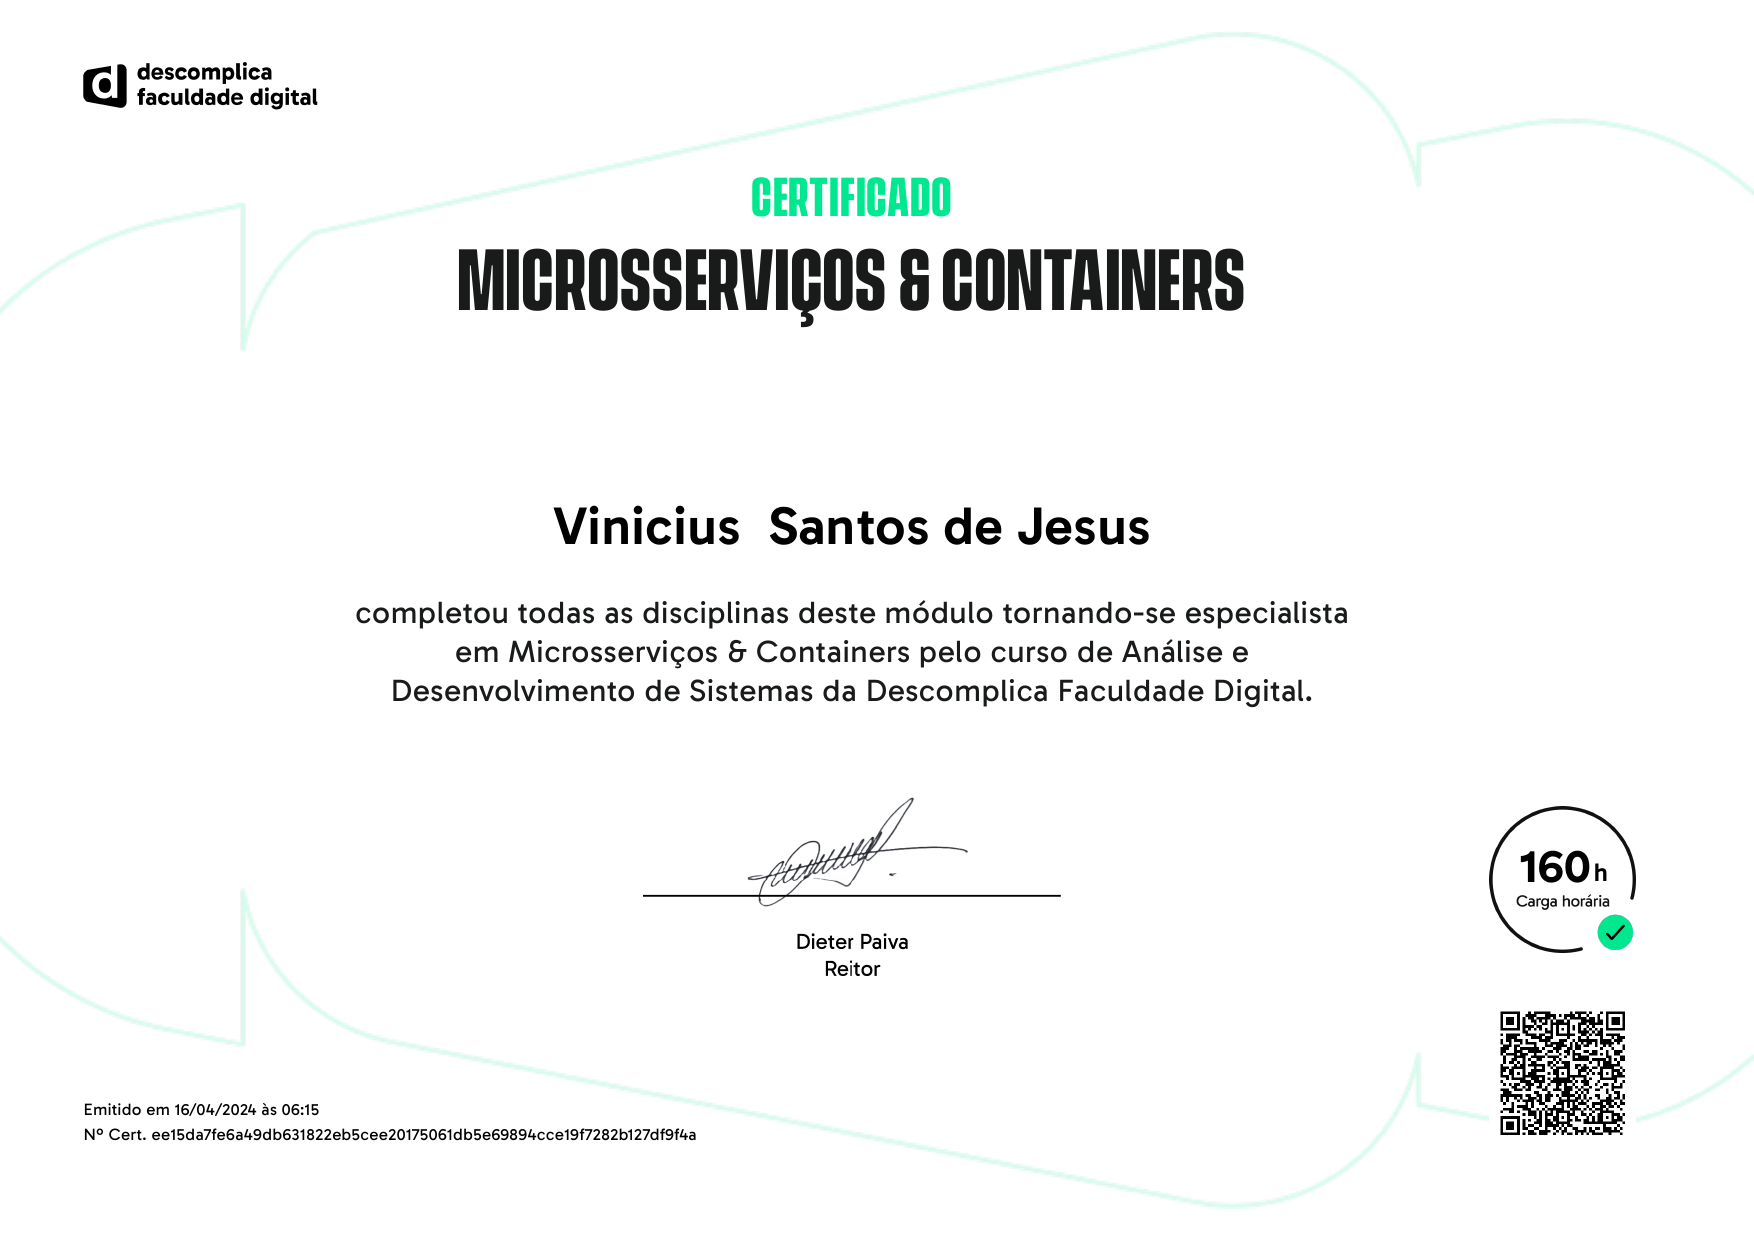 descomplica
faculdade digital
CERTIFICADO
MICROSSERVIÇOS & CONTAINERS
Vinicius  Santos de Jesus
completou todas as disciplinas deste módulo tornando-se especialista
em Microsserviços & Containers pelo curso de Análise e
Desenvolvimento de Sistemas da Descomplica Faculdade Digital.
160 h
Carga horária
Dieter Paiva
Reitor
Emitido em 16/04/2024 às 06:15
Nº Cert. ee15da7fe6a49db631822eb5cee20175061db5e69894cce19f7282b127df9f4a